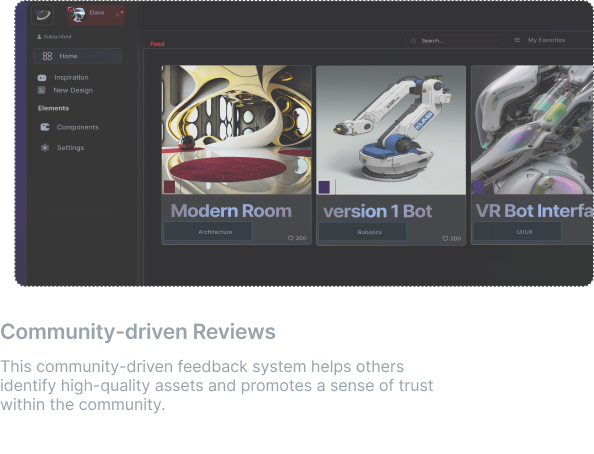 Dave
Subscribed
Home
Inspiration
New Design
Elements
Components
Settings
Feed
Search...
My Favorites
Modern Room
Architecture
200
version 1 Bot
Robotics
200
VR Bot Interfa
UI/UX
Community-driven Reviews
This community-driven feedback system helps others
identify high-quality assets and promotes a sense of trust
within the community.